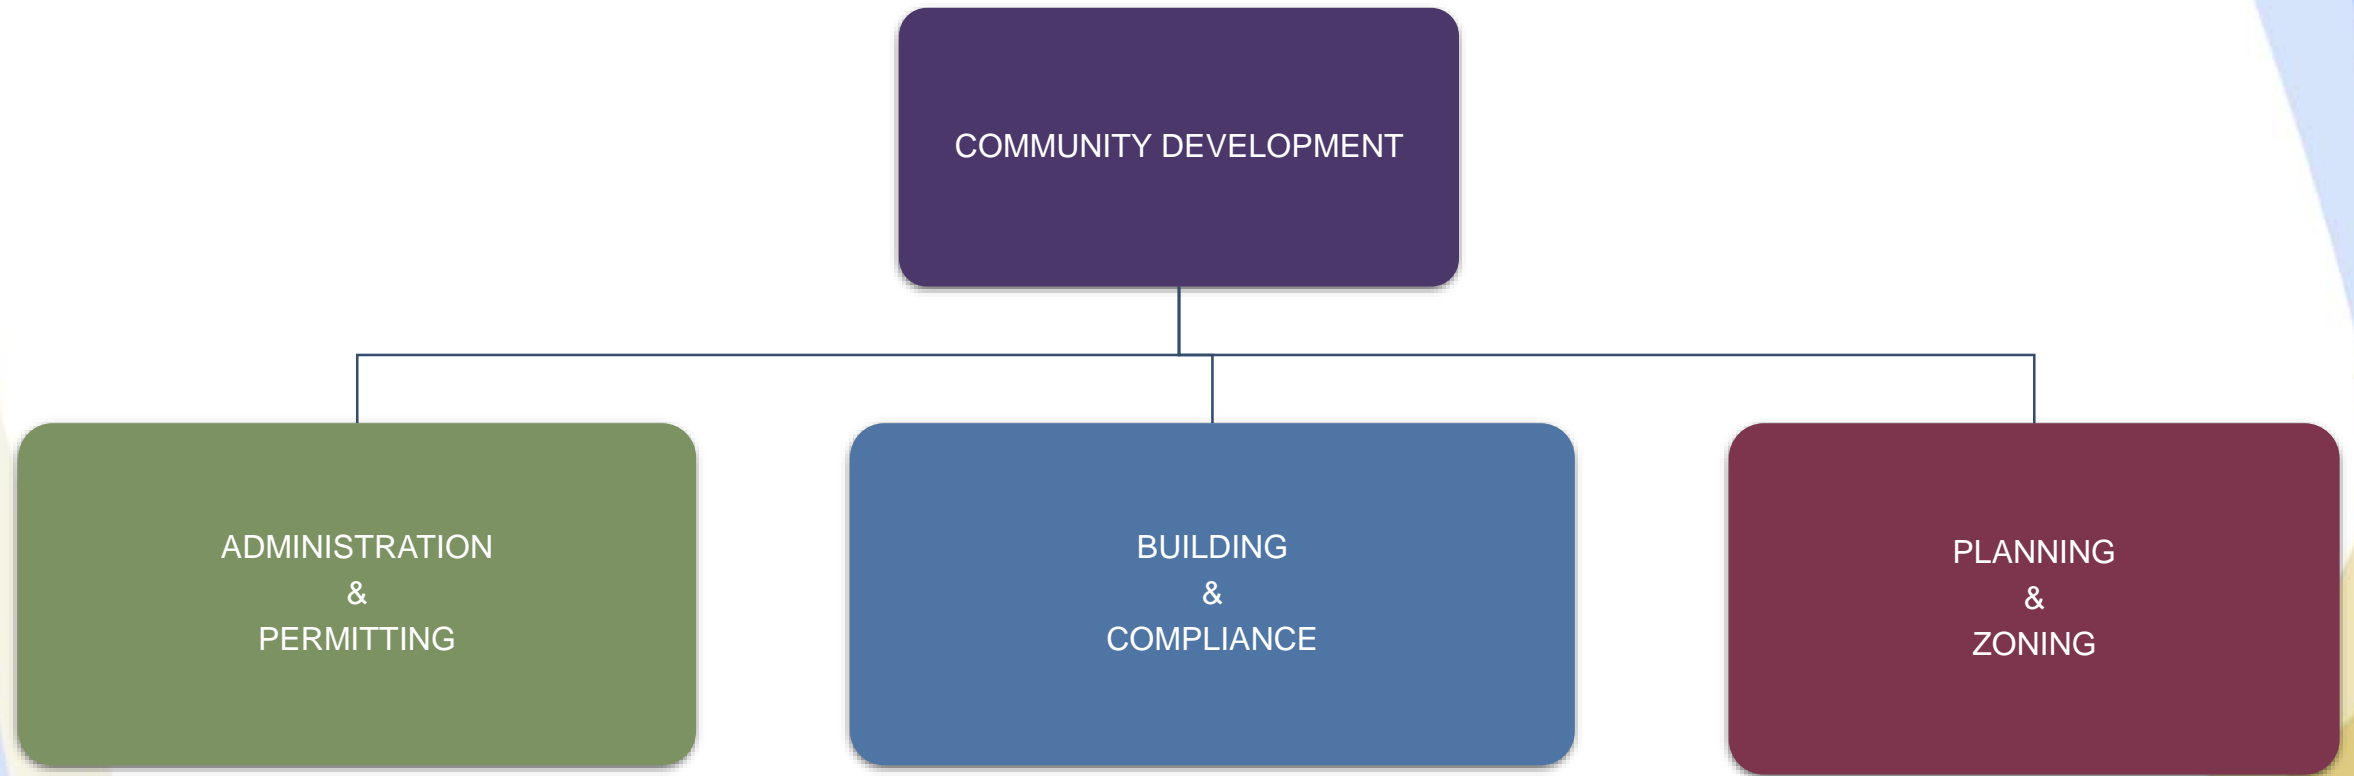 COMMUNITY DEVELOPMENT
ADMINISTRATION
&
PERMITTING
BUILDING
&
COMPLIANCE
PLANNING
&
ZONING